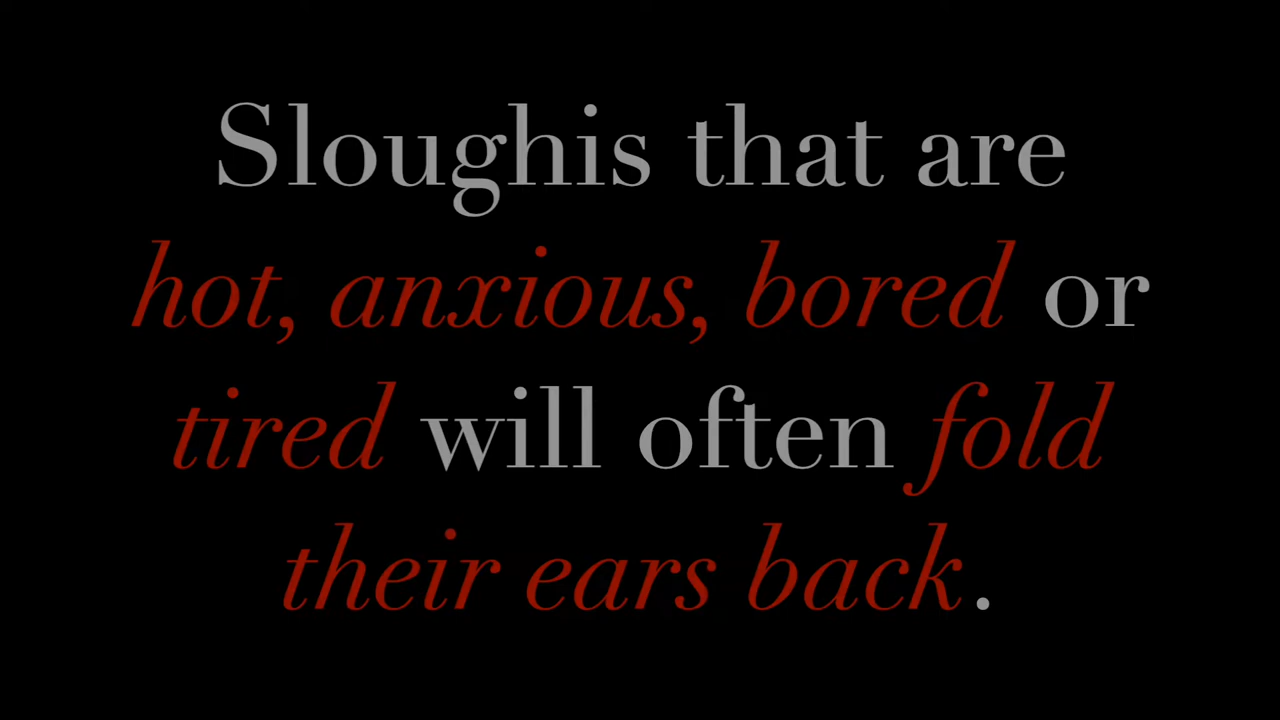 Sloughis that are
hot, anxious, bored or
tired will often fold
their ears back.